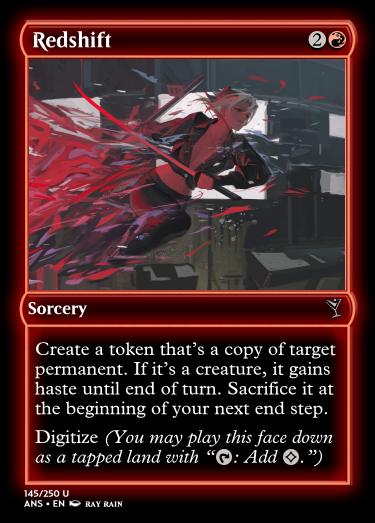 Redshift 2
Sorcery
Create a token that's a copy of target
permanent. If it's a creature, it gains
haste until end of turn. Sacrifice it at
the beginning of your next end step.
Digitize (You may play this face down
as a tapped land with “: Add .”)
145/250 U
ANS • EN RAY RAIN